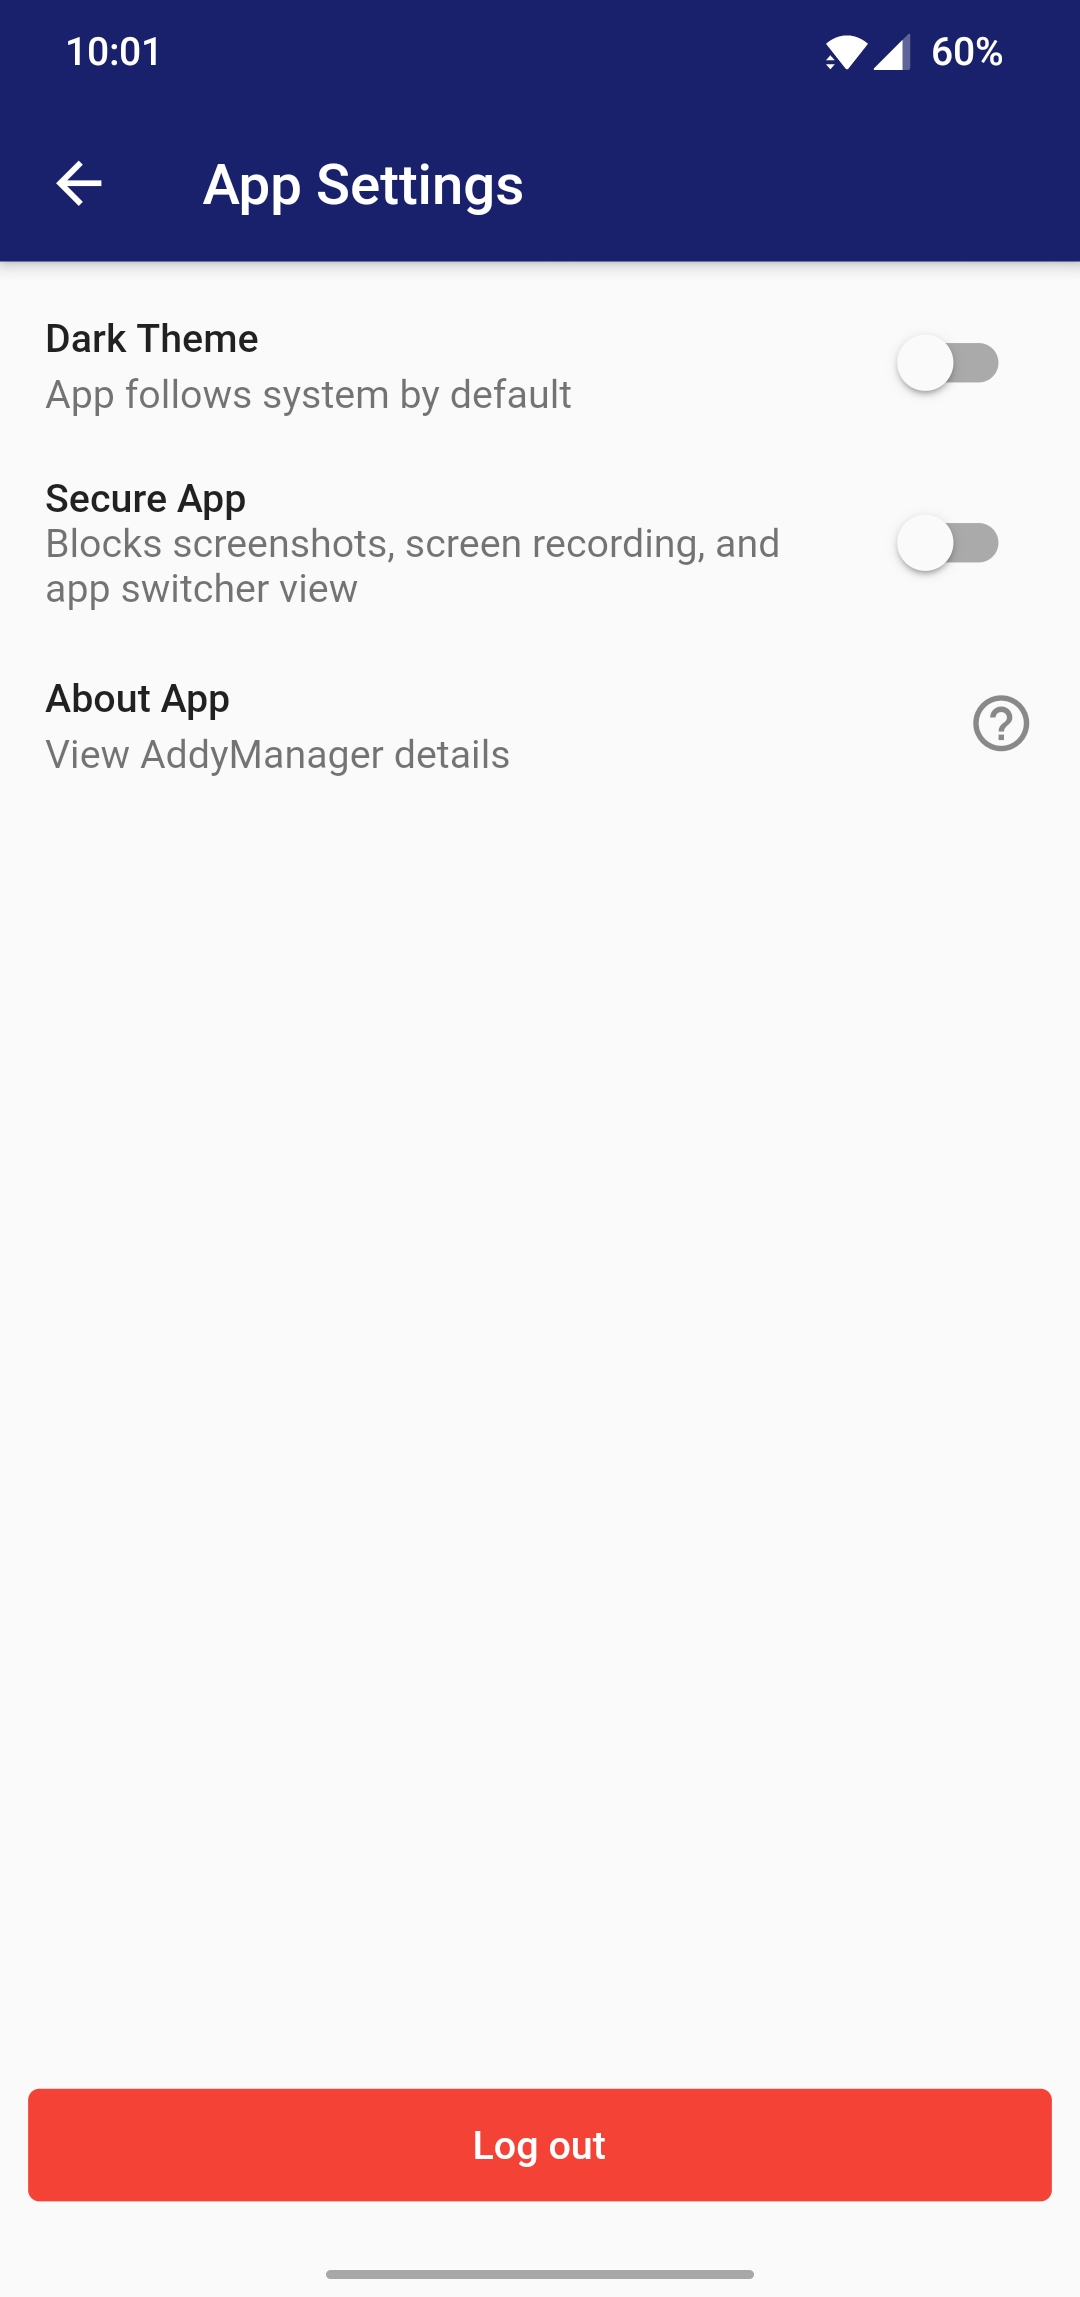 10:01
60%
App Settings
Dark Theme
App follows system by default
Secure App
Blocks screenshots, screen recording, and
app switcher view
About App
View AddyManager details
Log out